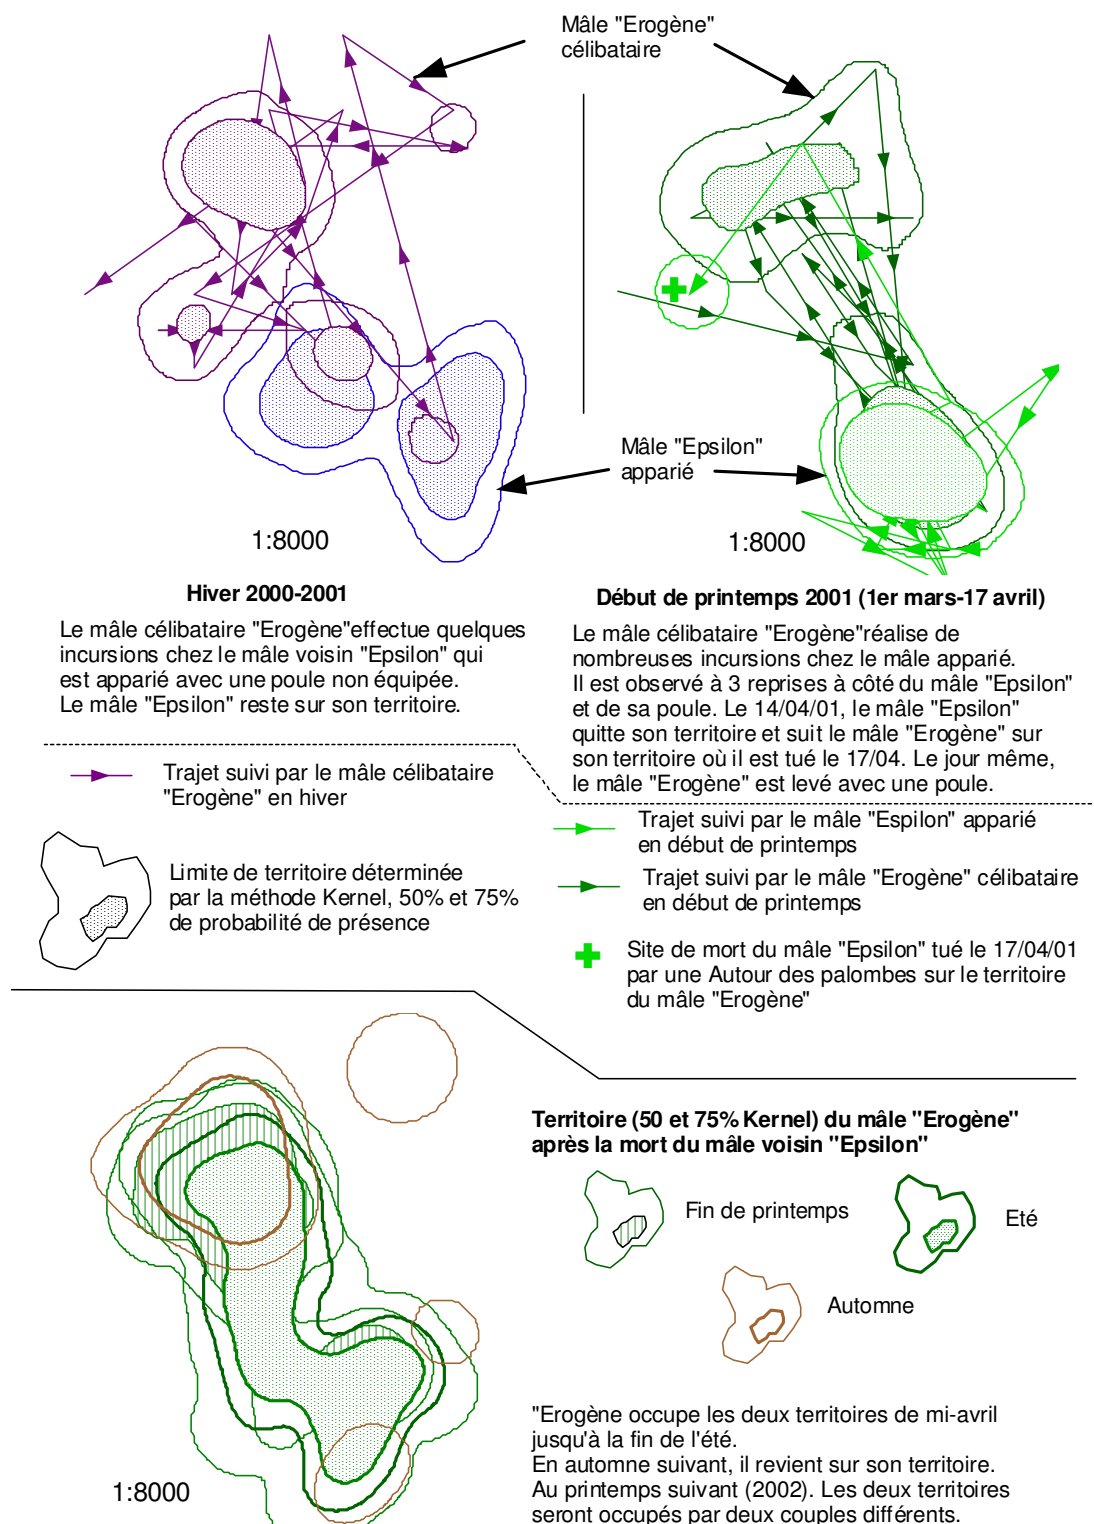 Mâle "Erogène"
célibataire
Mâle "Epsilon"
apparié
1:8000
1:8000
Hiver 2000-2001
Le mâle célibataire "Erogène"effectue quelques
incursions chez le mâle voisin "Epsilon" qui
est apparié avec une poule non équipée.
Le mâle "Epsilon" reste sur son territoire.
Début de printemps 2001 (1er mars-17 avril)
Le mâle célibataire "Erogène"réalise de
nombreuses incursions chez le mâle apparié.
Il est observé à 3 reprises à côté du mâle "Epsilon"
et de sa poule. Le 14/04/01, le mâle "Epsilon"
quitte son territoire et suit le mâle "Erogène" sur
son territoire où il est tué le 17/04. Le jour même,
le mâle "Erogène" est levé avec une poule.
Trajet suivi par le mâle célibataire
"Erogène" en hiver
Limite de territoire déterminée
par la méthode Kernel, 50% et 75%
de probabilité de présence
Trajet suivi par le mâle "Espilon" apparié
en début de printemps
Trajet suivi par le mâle "Erogène" célibataire
en début de printemps
Site de mort du mâle "Epsilon" tué le 17/04/01
par une Autour des palombes sur le territoire
du mâle "Erogène"
Territoire (50 et 75% Kernel) du mâle "Erogène"
après la mort du mâle voisin "Epsilon"
Fin de printemps
Eté
Automne
1:8000
"Erogène occupe les deux territoires de mi-avril
jusqu'à la fin de l'été.
En automne suivant, il revient sur son territoire.
Au printemps suivant (2002). Les deux territoires
seront occupés par deux couples différents.